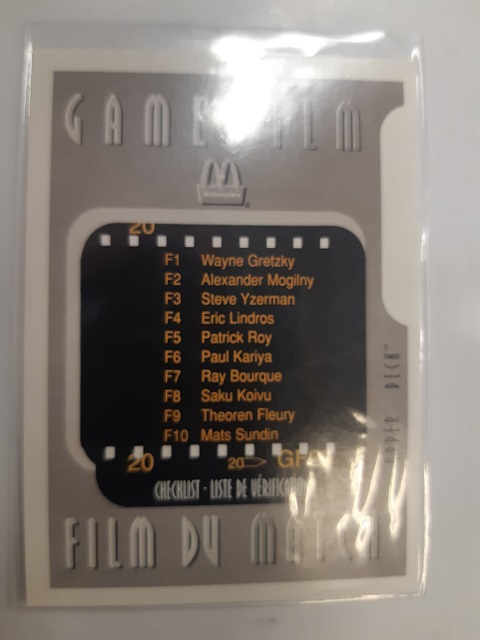 GAME FILM
20
F1 Wayne Gretzky
F2 Alexander Mogilny
F3 Steve Yzerman
F4 Eric Lindros
F5 Patrick Roy
F6 Paul Kariya
F7 Ray Bourque
F8 Saku Koivu
F9 Theoren Fleury
F10 Mats Sundin
20 20
CHECKLIST - LISTE DE VÉRIFICATION
UPPER DECK™
FILM DU MATCH